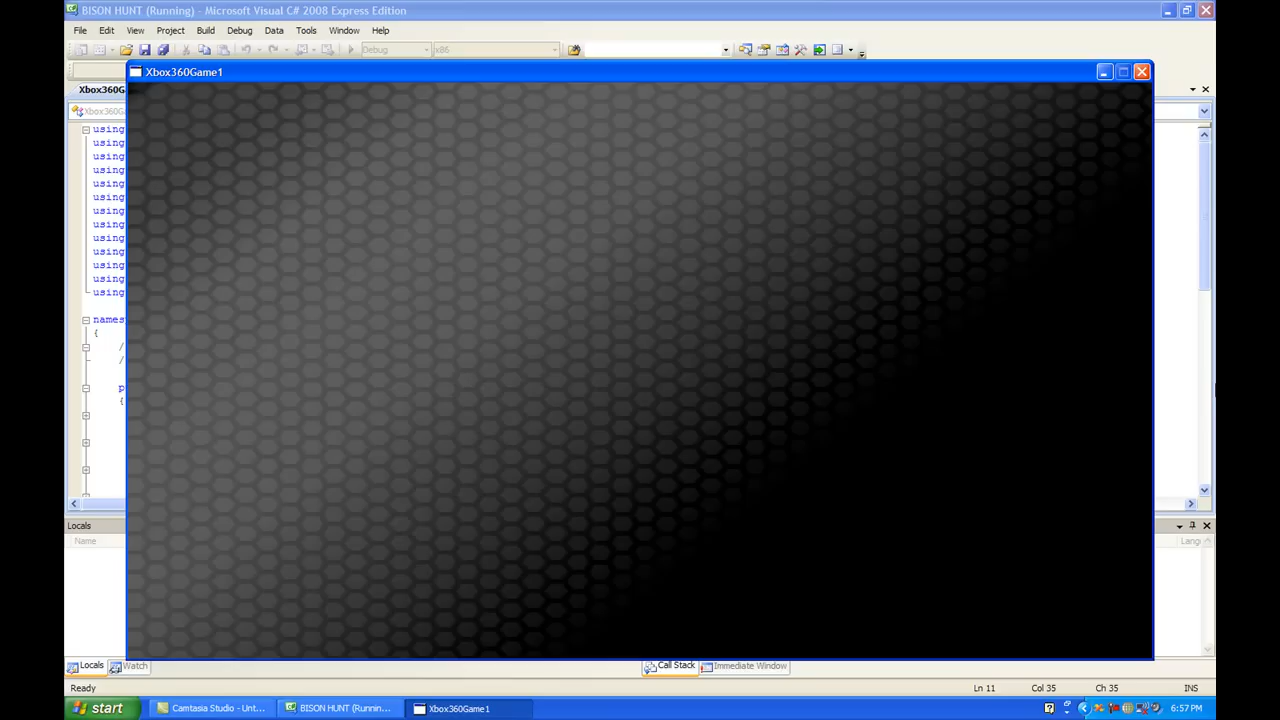 BISON HUNT (Running) - Microsoft Visual C# 2008 Express Edition
File Edit View Project Build Debug Data Tools Window Help
Debug x86
Xbox360Game1
Xbox360G
Xbox360G
using
using
using
using
using
using
using
using
using
using
using
using
using
names
{
/
/
p
{
Locals
Name Langu
Locals Watch Call Stack Immediate Window
Ready Ln 11 Col 35 Ch 35 INS
start Camtasia Studio - Unt... BISON HUNT (Runnin... Xbox360Game1 6:57 PM